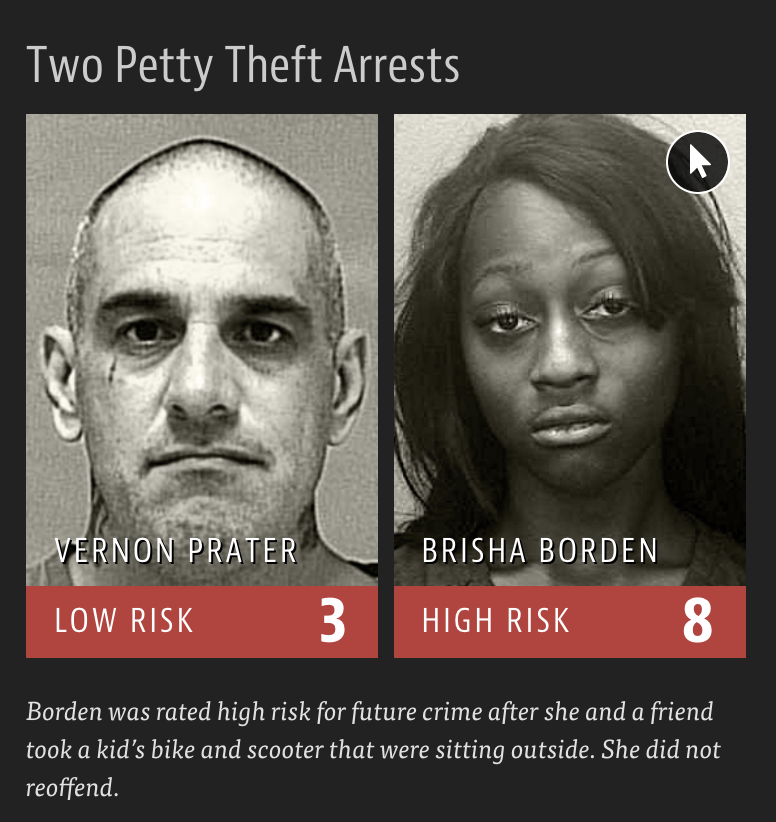 Two Petty Theft Arrests
VERNON PRATER
LOW RISK 3
BRISHA BORDEN
HIGH RISK 8
Borden was rated high risk for future crime after she and a friend
took a kid’s bike and scooter that were sitting outside. She did not
reoffend.